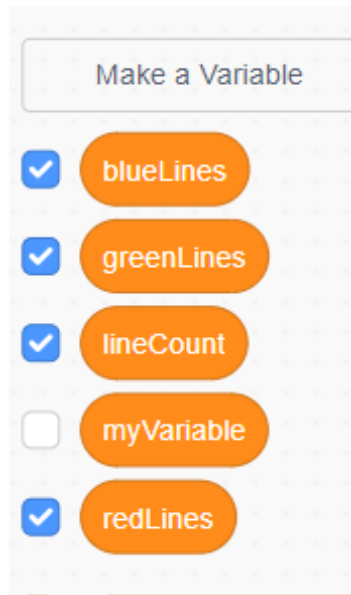 Make a Variable
blueLines
greenLines
lineCount
myVariable
redLines